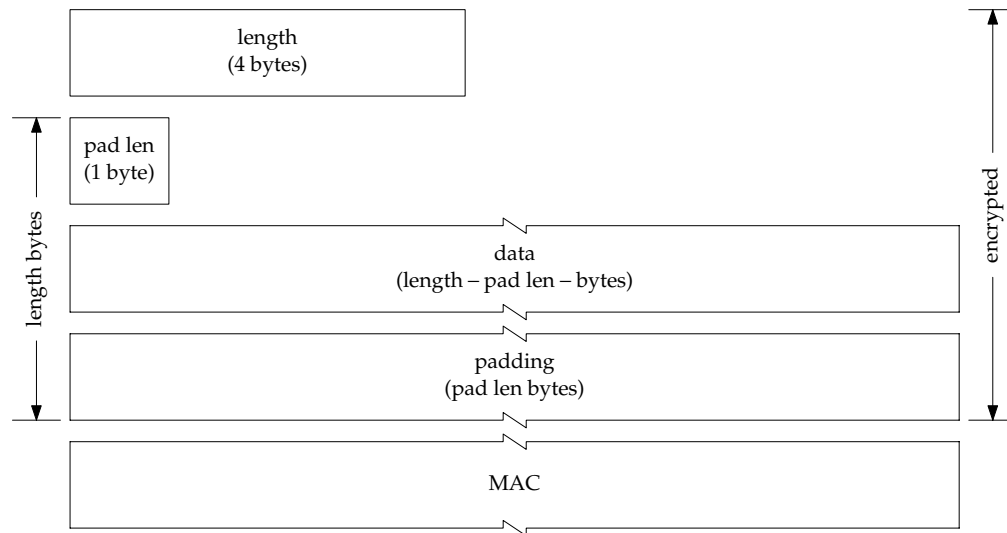 length
(4 bytes)
pad len
(1 byte)
length bytes
encrypted
data
(length – pad len – bytes)
padding
(pad len bytes)
MAC